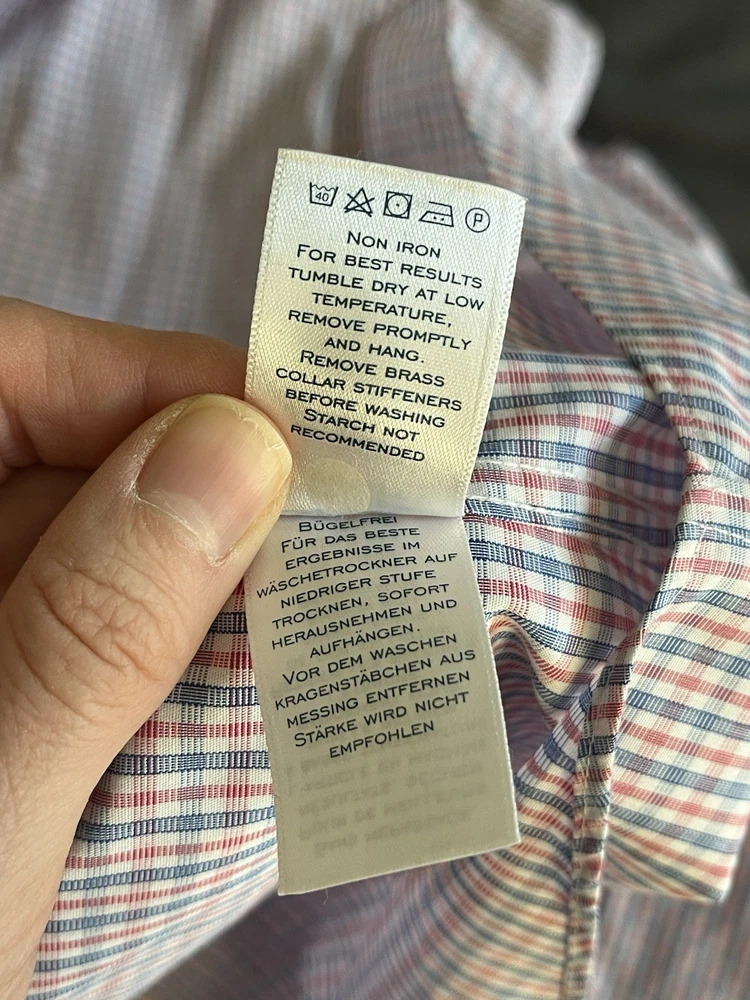 40 P
NON IRON
FOR BEST RESULTS
TUMBLE DRY AT LOW
TEMPERATURE,
REMOVE PROMPTLY
AND HANG.
REMOVE BRASS
COLLAR STIFFENERS
BEFORE WASHING
STARCH NOT
RECOMMENDED
BÜGELFREI
FÜR DAS BESTE
ERGEBNISSE IM
WÄSCHETROCKNER AUF
NIEDRIGER STUFE
TROCKNEN, SOFORT
HERAUSNEHMEN UND
AUFHÄNGEN.
VOR DEM WASCHEN
KRAGENSTÄBCHEN AUS
MESSING ENTFERNEN
STÄRKE WIRD NICHT
EMPFOHLEN